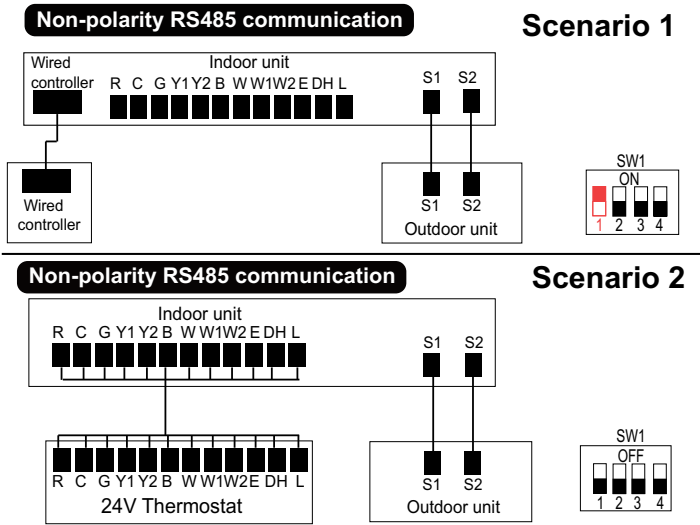 Non-polarity RS485 communication
Scenario 1
Wired controller
Indoor unit
R C G Y1 Y2 B W W1 W2 E DH L
S1 S2
Wired controller
S1 S2
Outdoor unit
SW1
ON
1 2 3 4
Non-polarity RS485 communication
Scenario 2
Indoor unit
R C G Y1 Y2 B W W1 W2 E DH L
S1 S2
R C G Y1 Y2 B W W1 W2 E DH L
24V Thermostat
S1 S2
Outdoor unit
SW1
OFF
1 2 3 4